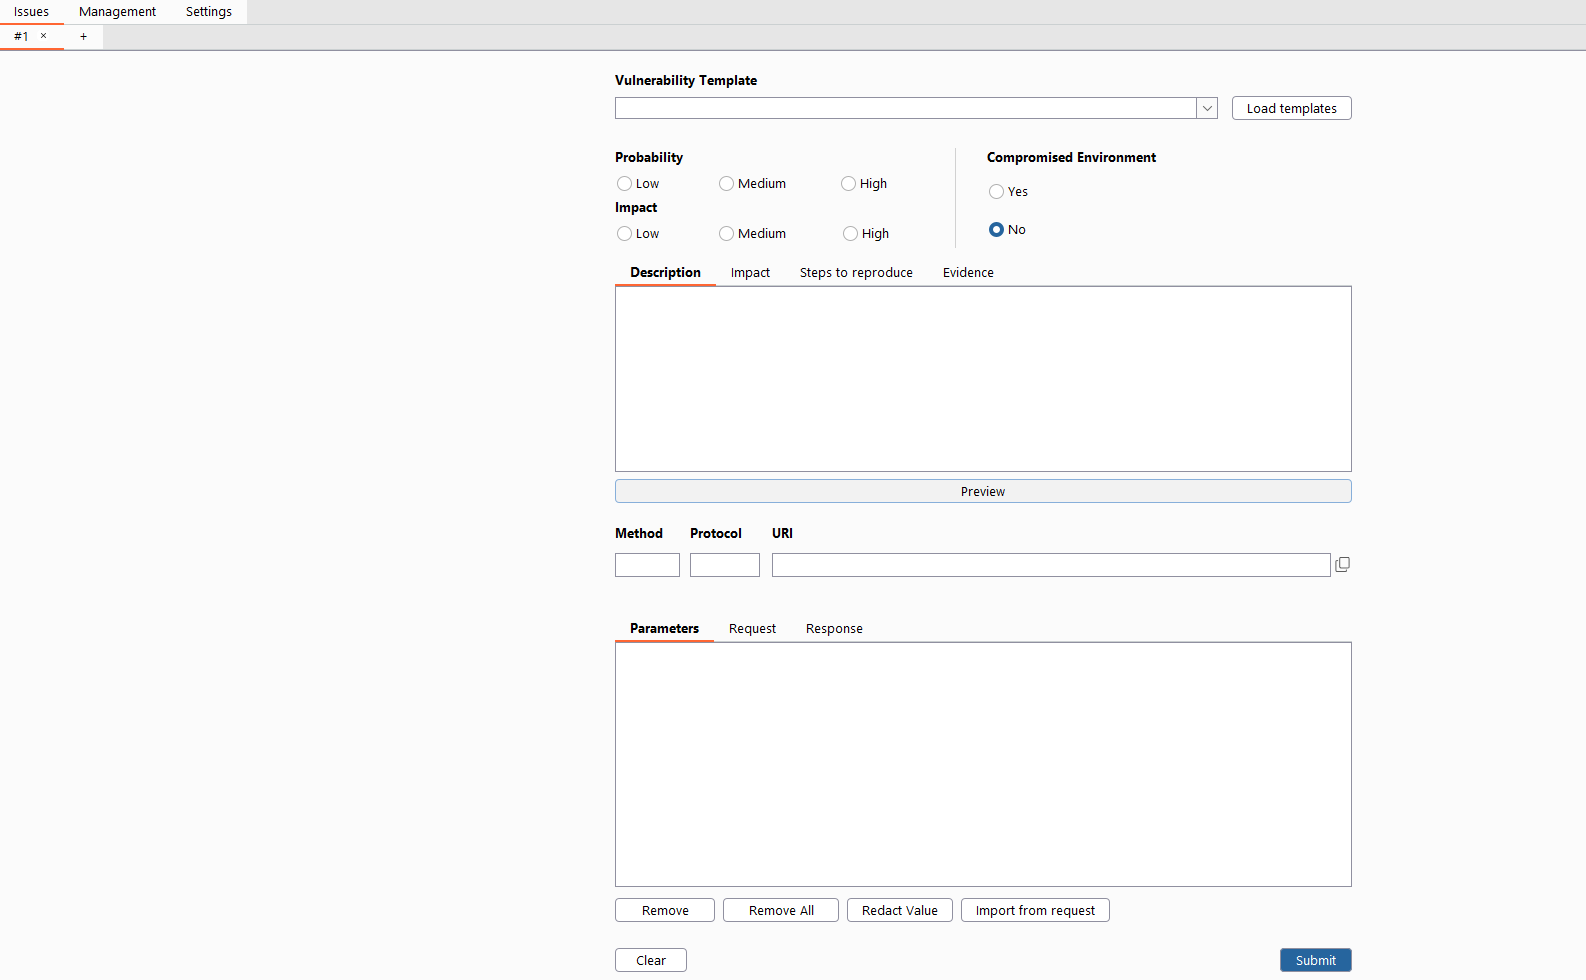 Issues Management Settings
#1 × +
Vulnerability Template
Load templates
Probability
Low Medium High
Impact
Low Medium High
Compromised Environment
Yes
No
Description Impact Steps to reproduce Evidence
Preview
Method Protocol URI
Parameters Request Response
Remove Remove All Redact Value Import from request
Clear Submit